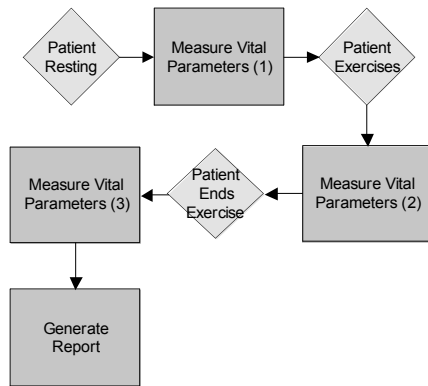 Patient
Resting
Measure Vital
Parameters (1)
Patient
Exercises
Measure Vital
Parameters (2)
Patient
Ends
Exercise
Measure Vital
Parameters (3)
Generate
Report